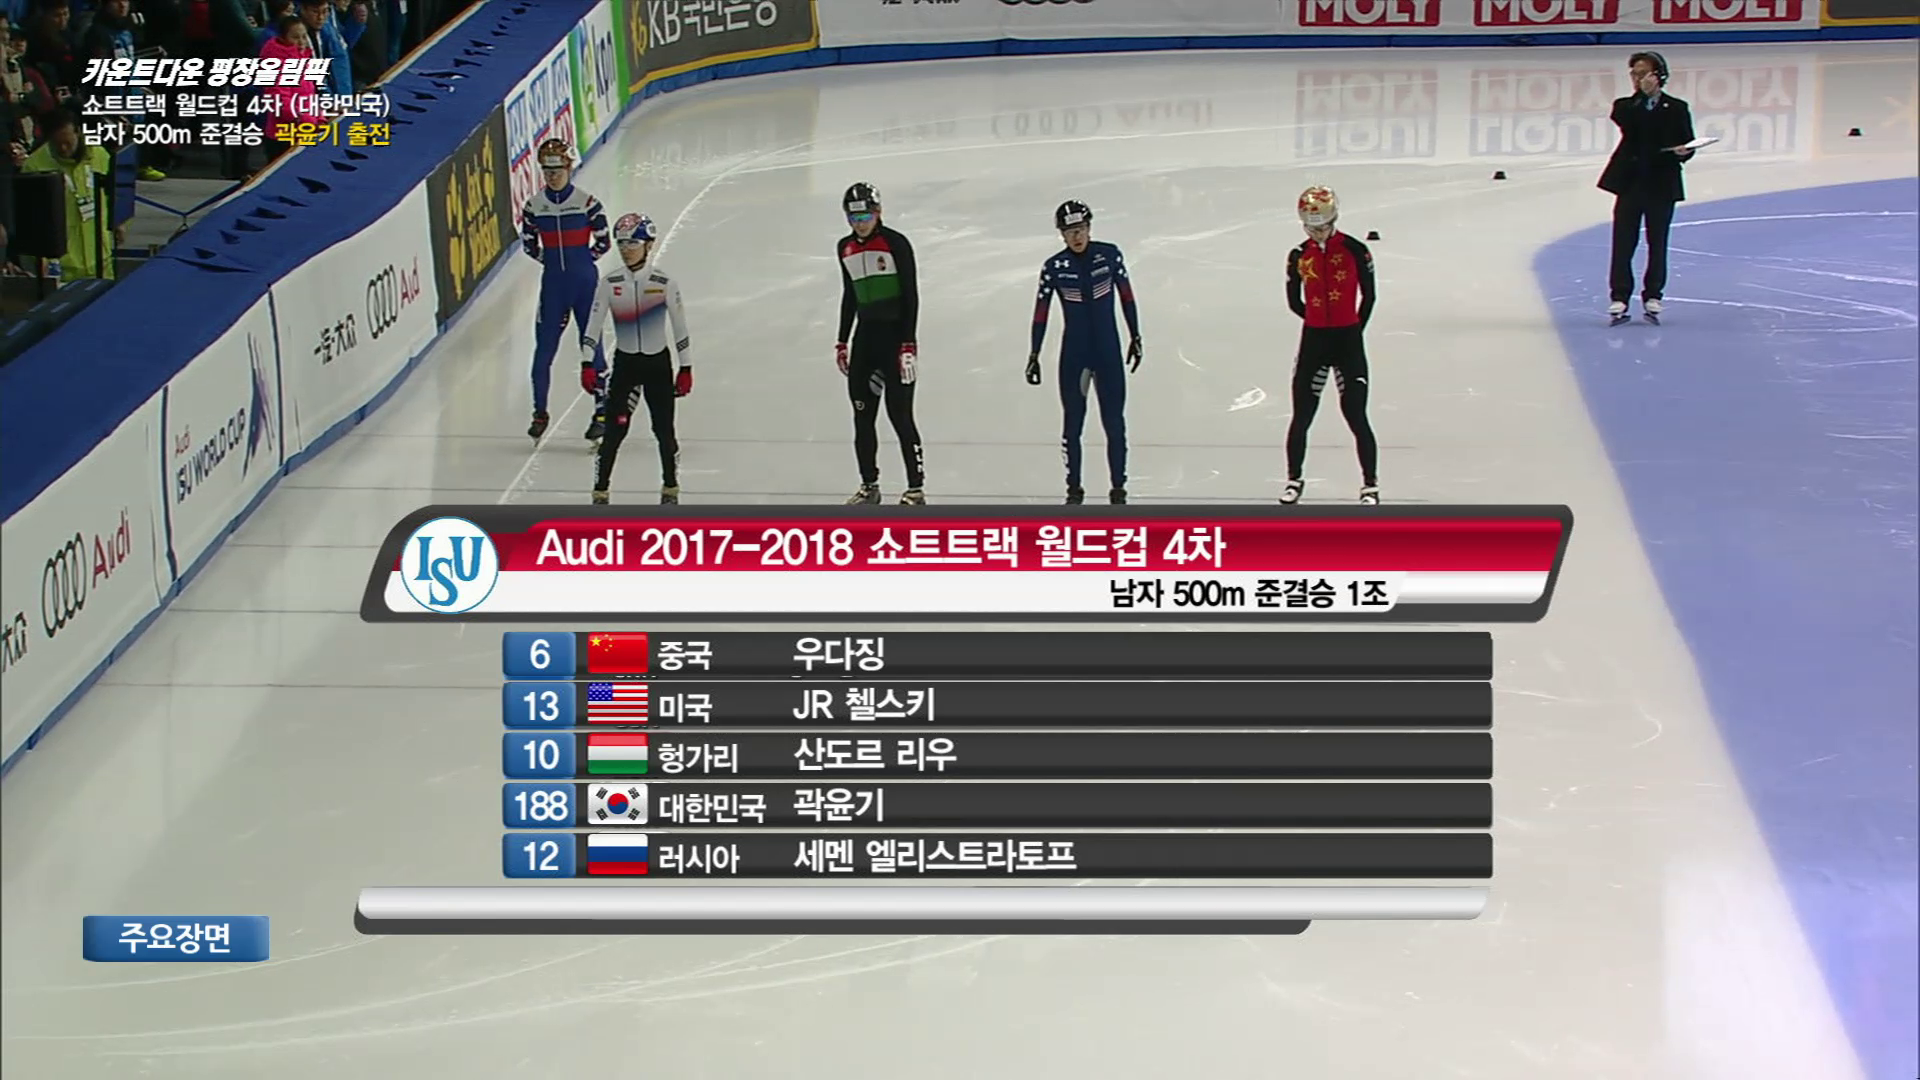 KB국민은행
MOLY MOLY MOLY
카운트다운 평창올림픽
쇼트트랙 월드컵 4차 (대한민국)
남자 500m 준결승 곽윤기 출전
Audi
Audi
ISU WORLD CUP
Audi
ISU
Audi 2017-2018 쇼트트랙 월드컵 4차
남자 500m 준결승 1조
6 중국 우다징
13 미국 JR 첼스키
10 헝가리 산도르 리우
188 대한민국 곽윤기
12 러시아 세멘 엘리스트라토프
주요장면